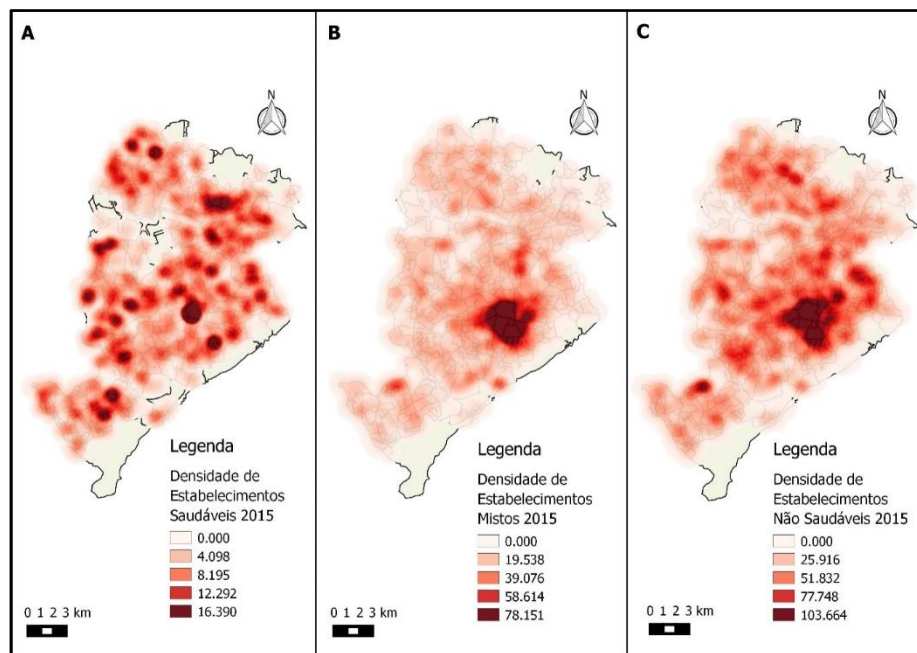 A
N
Legenda
Densidade de
Estabelecimentos
Saudáveis 2015
0.000
4.098
8.195
12.292
16.390
0 1 2 3 km
B
N
Legenda
Densidade de
Estabelecimentos
Mistos 2015
0.000
19.538
39.076
58.614
78.151
0 1 2 3 km
C
N
Legenda
Densidade de
Estabelecimentos
Não Saudáveis 2015
0.000
25.916
51.832
77.748
103.664
0 1 2 3 km